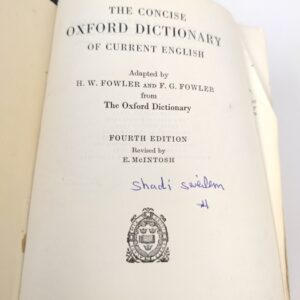 THE CONCISE
OXFORD DICTIONARY
OF CURRENT ENGLISH
Adapted by
H. W. FOWLER AND F. G. FOWLER
from
The Oxford Dictionary
FOURTH EDITION
Revised by
E. McINTOSH
shadi